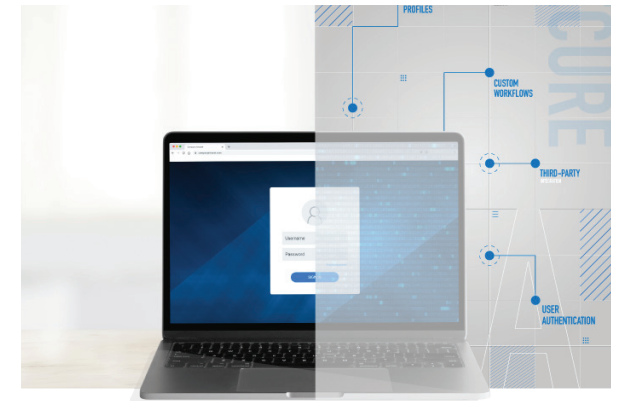 PROFILES
CURE
CUSTOM
WORKFLOWS
THIRD-PARTY
Username
Password
USER
AUTHENTICATION